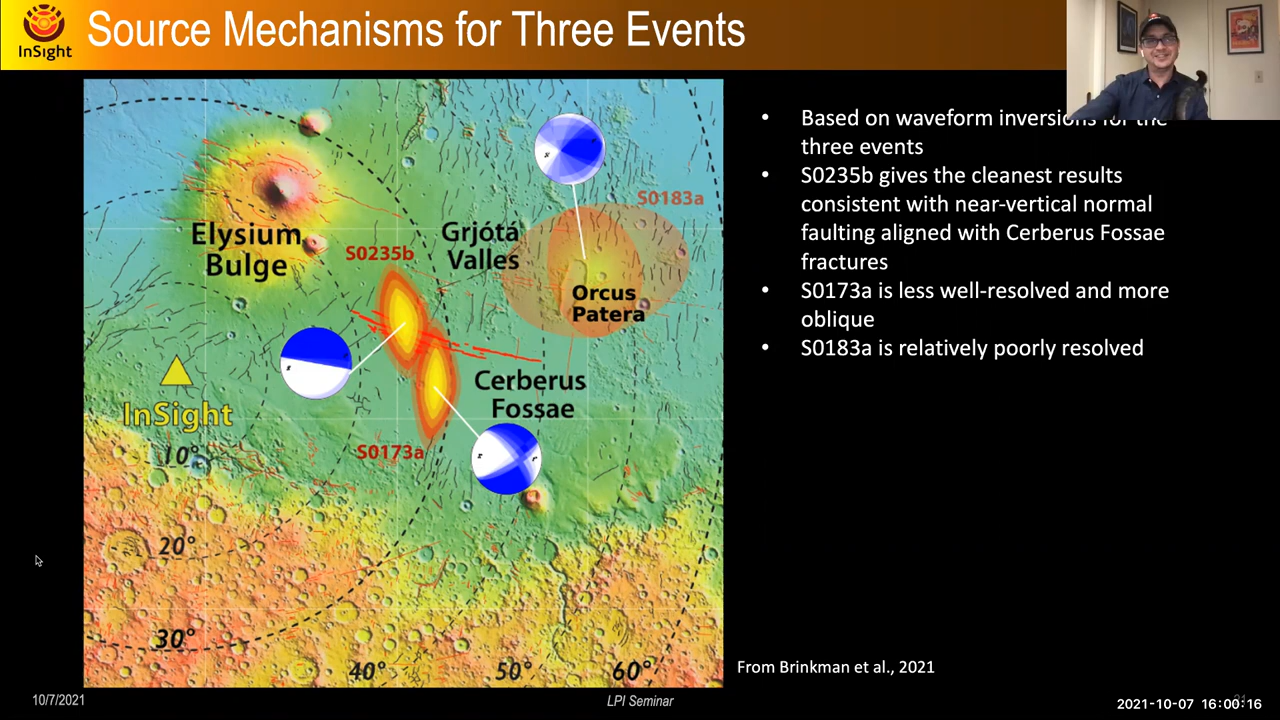 InSight
Source Mechanisms for Three Events
S0183a
Elysium
Bulge
S0235b
Grjótá
Valles
Orcus
Patera
Cerberus
Fossae
InSight
S0173a
10°
20°
30°
40°
50°
60°
• Based on waveform inversions for the
three events
• S0235b gives the cleanest results
consistent with near-vertical normal
faulting aligned with Cerberus Fossae
fractures
• S0173a is less well-resolved and more
oblique
• S0183a is relatively poorly resolved
From Brinkman et al., 2021
10/7/2021
LPI Seminar
2021-10-07 16:00:16